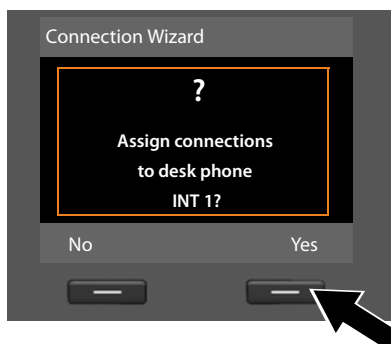 Connection Wizard
?
Assign connections
to desk phone
INT 1?
No Yes